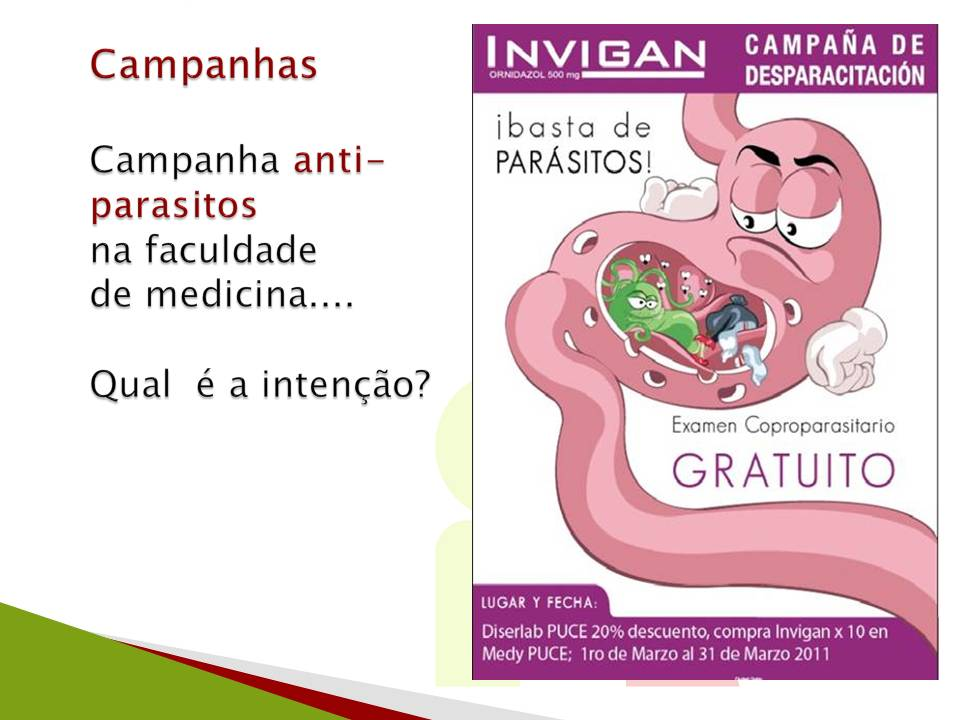 Campanhas
Campanha anti-
parasitos
na faculdade
de medicina....
Qual é a intenção?
INVIGAN
ORNIDAZOL 500 mg
CAMPAÑA DE
DESPARACITACIÓN
¡basta de
PARÁSITOS!
Examen Coproparasitario
GRATUITO
LUGAR Y FECHA:
Diserlab PUCE 20% descuento, compra Invigan x 10 en
Medy PUCE; 1ro de Marzo al 31 de Marzo 2011